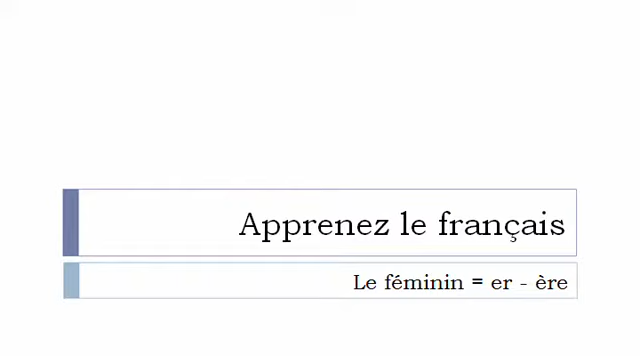 Apprenez le français
Le féminin = er - ère